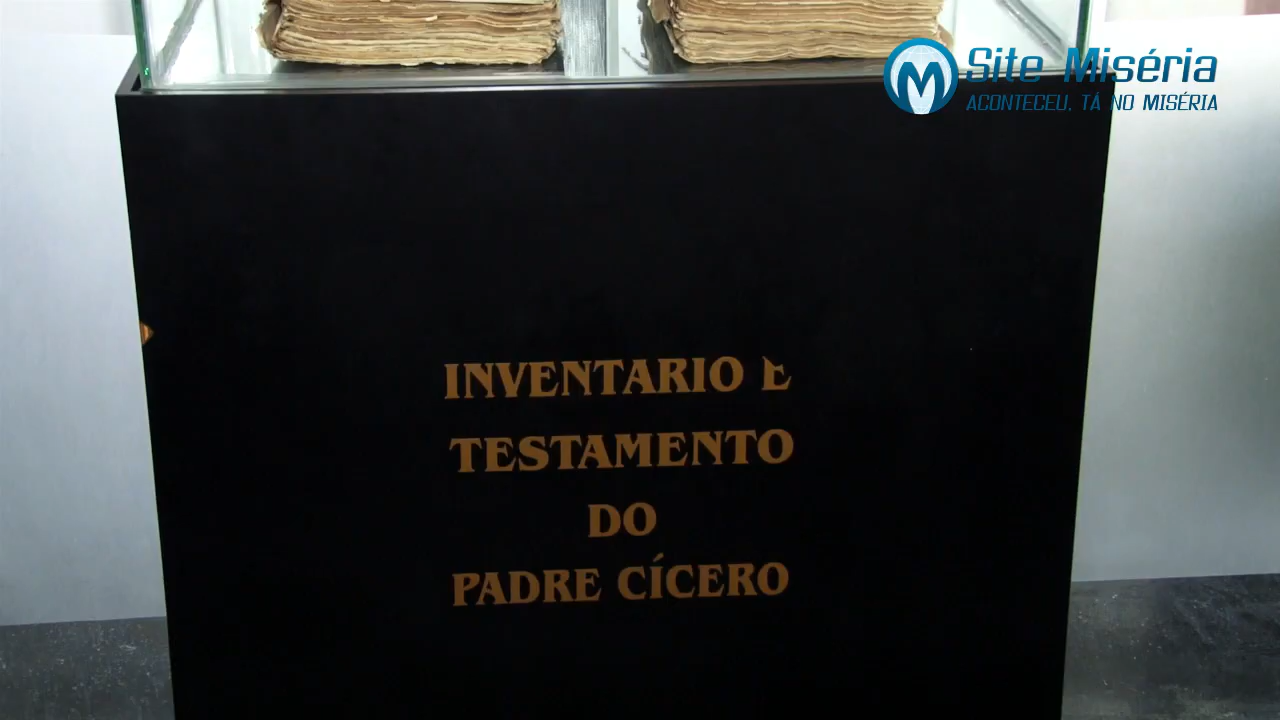 Site Miséria
ACONTECEU, TÁ NO MISÉRIA
INVENTARIO E
TESTAMENTO
DO
PADRE CÍCERO